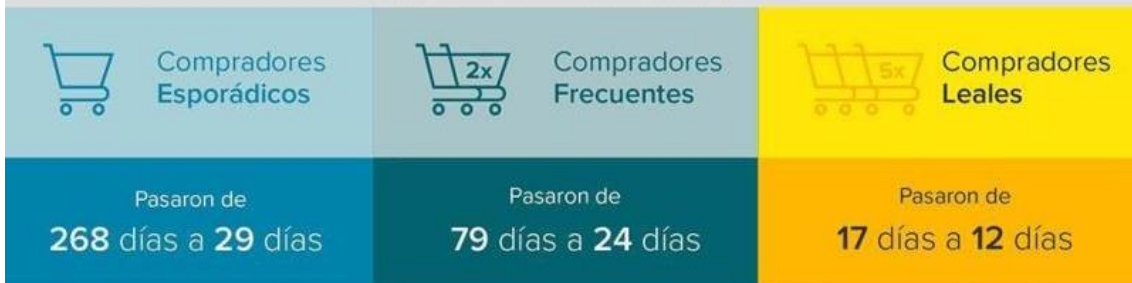 Compradores
Esporádicos
Pasaron de
268 días a 29 días
2x
Compradores
Frecuentes
Pasaron de
79 días a 24 días
5x
Compradores
Leales
Pasaron de
17 días a 12 días